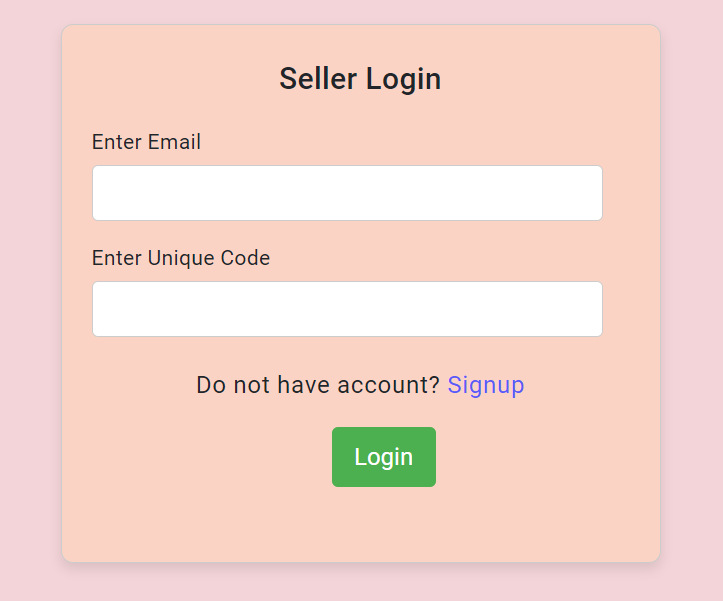 Seller Login
Enter Email
Enter Unique Code
Do not have account? Signup
Login